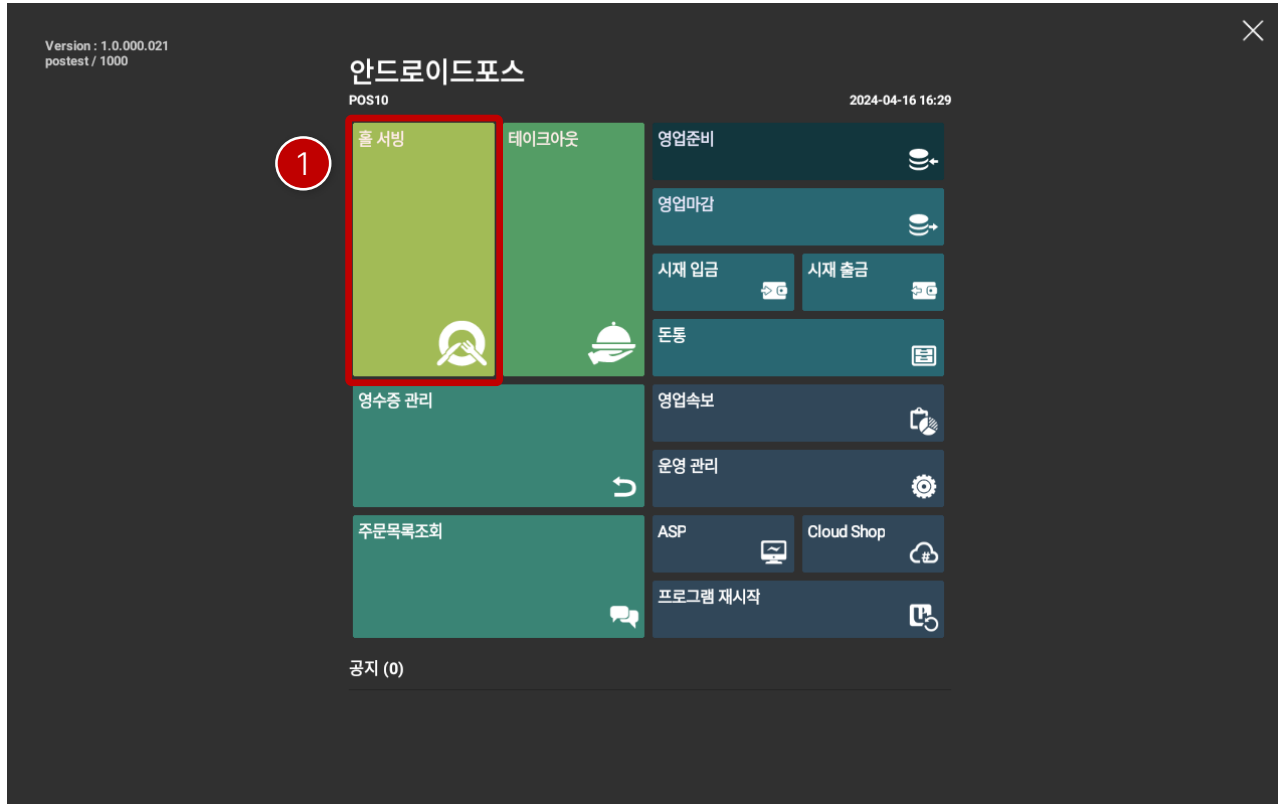 Version : 1.0.000.021
postest / 1000
안드로이드포스
POS10
2024-04-16 16:29
1
홀 서빙
테이크아웃
영업준비
영업마감
시재 입금
시재 출금
돈통
영수증 관리
영업속보
운영 관리
주문목록조회
ASP
Cloud Shop
프로그램 재시작
공지 (0)